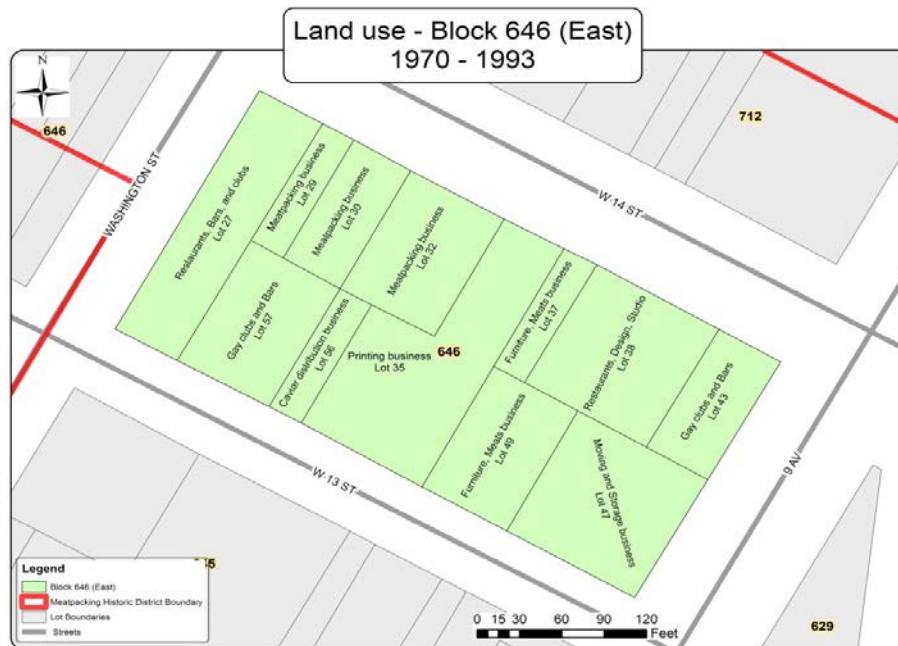 Land use - Block 646 (East)
1970 - 1993
N
646
712
WASHINGTON ST
W 14 ST
Restaurants, Bars, and clubs
Lot 27
Meatpacking business
Lot 29
Meatpacking business
Lot 30
Meatpacking business
Lot 32
Furniture, Meats business
Lot 37
Restaurants, Design, Studio
Lot 38
Gay clubs and Bars
Lot 43
Gay clubs and Bars
Lot 57
Caviar distribution business
Lot 56
Printing business
Lot 35
646
Furniture, Meats business
Lot 49
Moving and Storage business
Lot 47
9 AV
W 13 ST
Legend
Block 646 (East)
Meatpacking Historic District Boundary
Lot Boundaries
Streets
0 15 30 60 90 120
Feet
629